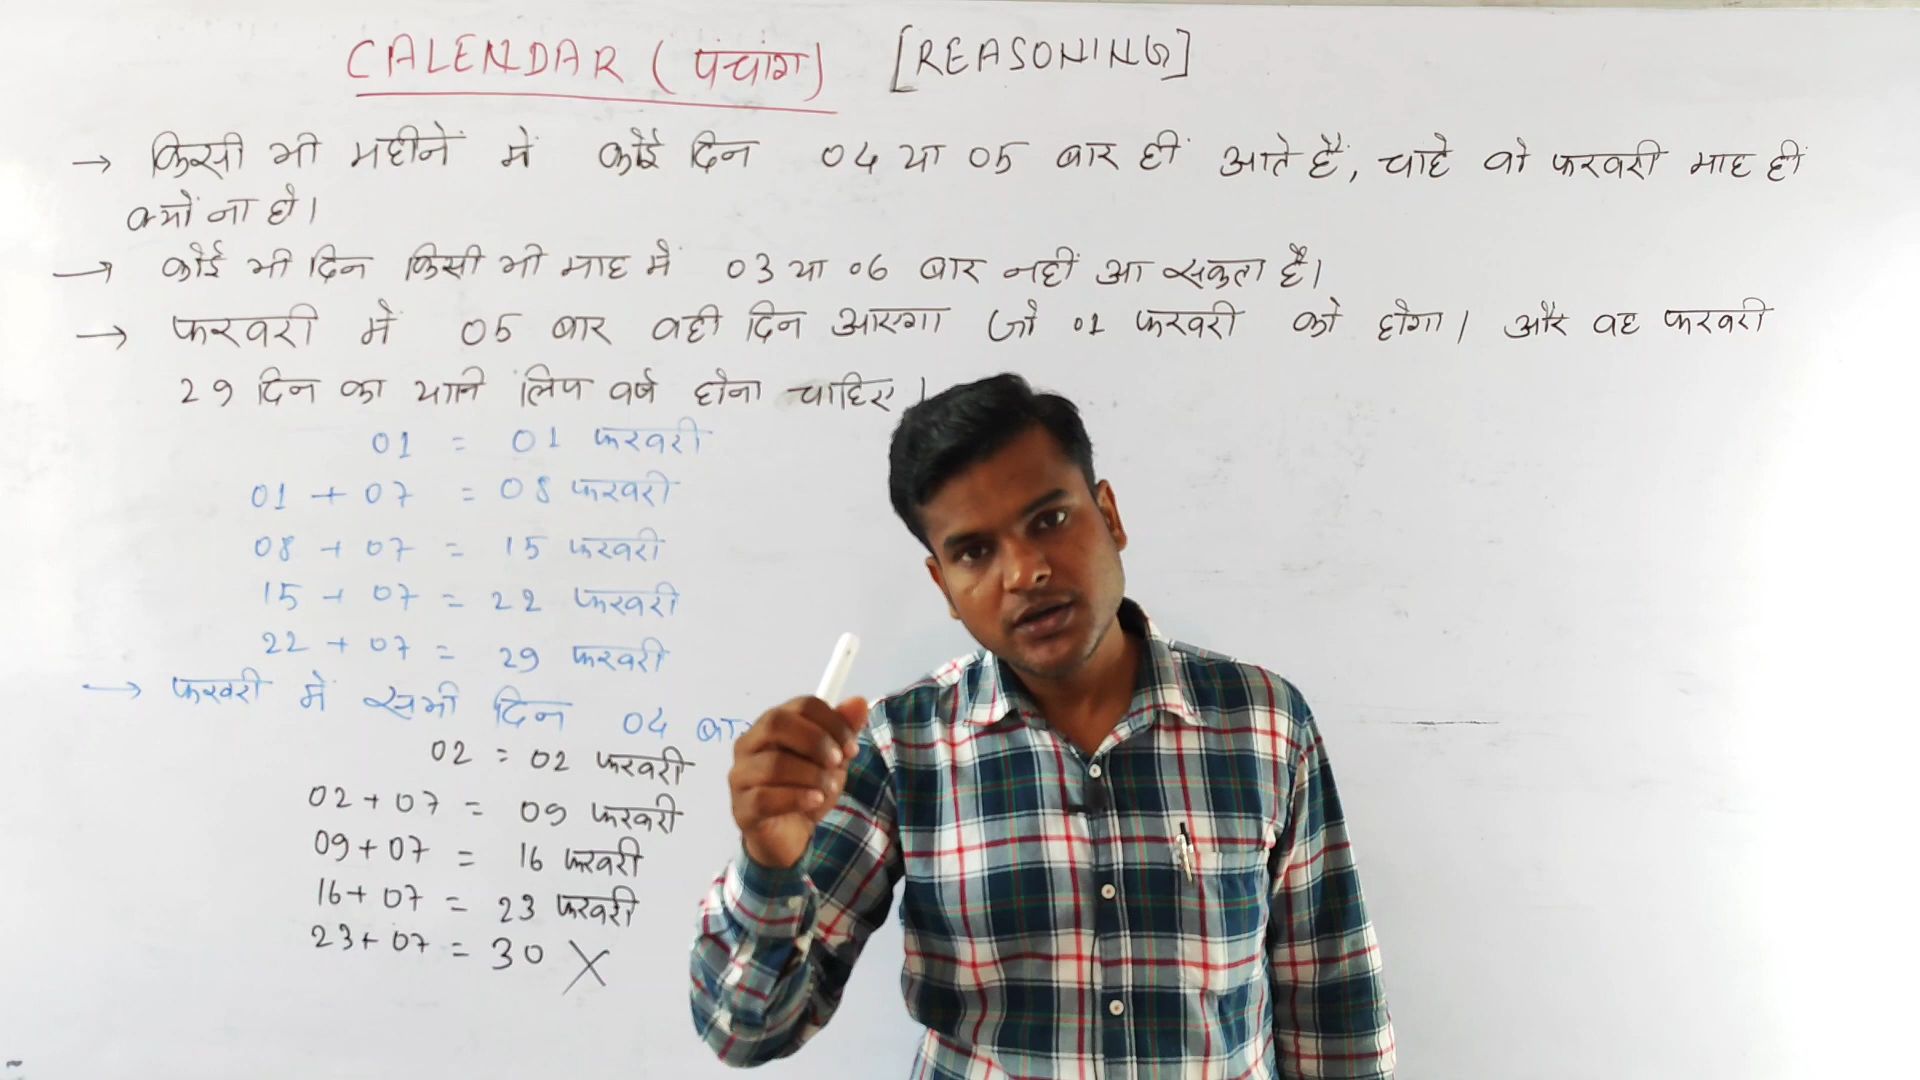 CALENDAR (पंचांग) [REASONING]
→ किसी भी महीने में कोई दिन 04 या 05 बार हीं आते हैं, चाहे वो फरवरी माह हीं
क्यों ना हो।
→ कोई भी दिन किसी भी माह में 03 या 06 बार नहीं आ सकता है।
→ फरवरी में 05 बार वही दिन आएगा जो 01 फरवरी को होगा। और वह फरवरी
29 दिन का याने लिप वर्ष होना चाहिए।
01 = 01 फरवरी
01 + 07 = 08 फरवरी
08 + 07 = 15 फरवरी
15 + 07 = 22 फरवरी
22 + 07 = 29 फरवरी
→ फरवरी में सभी दिन 04 बार
02 = 02 फरवरी
02 + 07 = 09 फरवरी
09 + 07 = 16 फरवरी
16 + 07 = 23 फरवरी
23 + 07 = 30 X